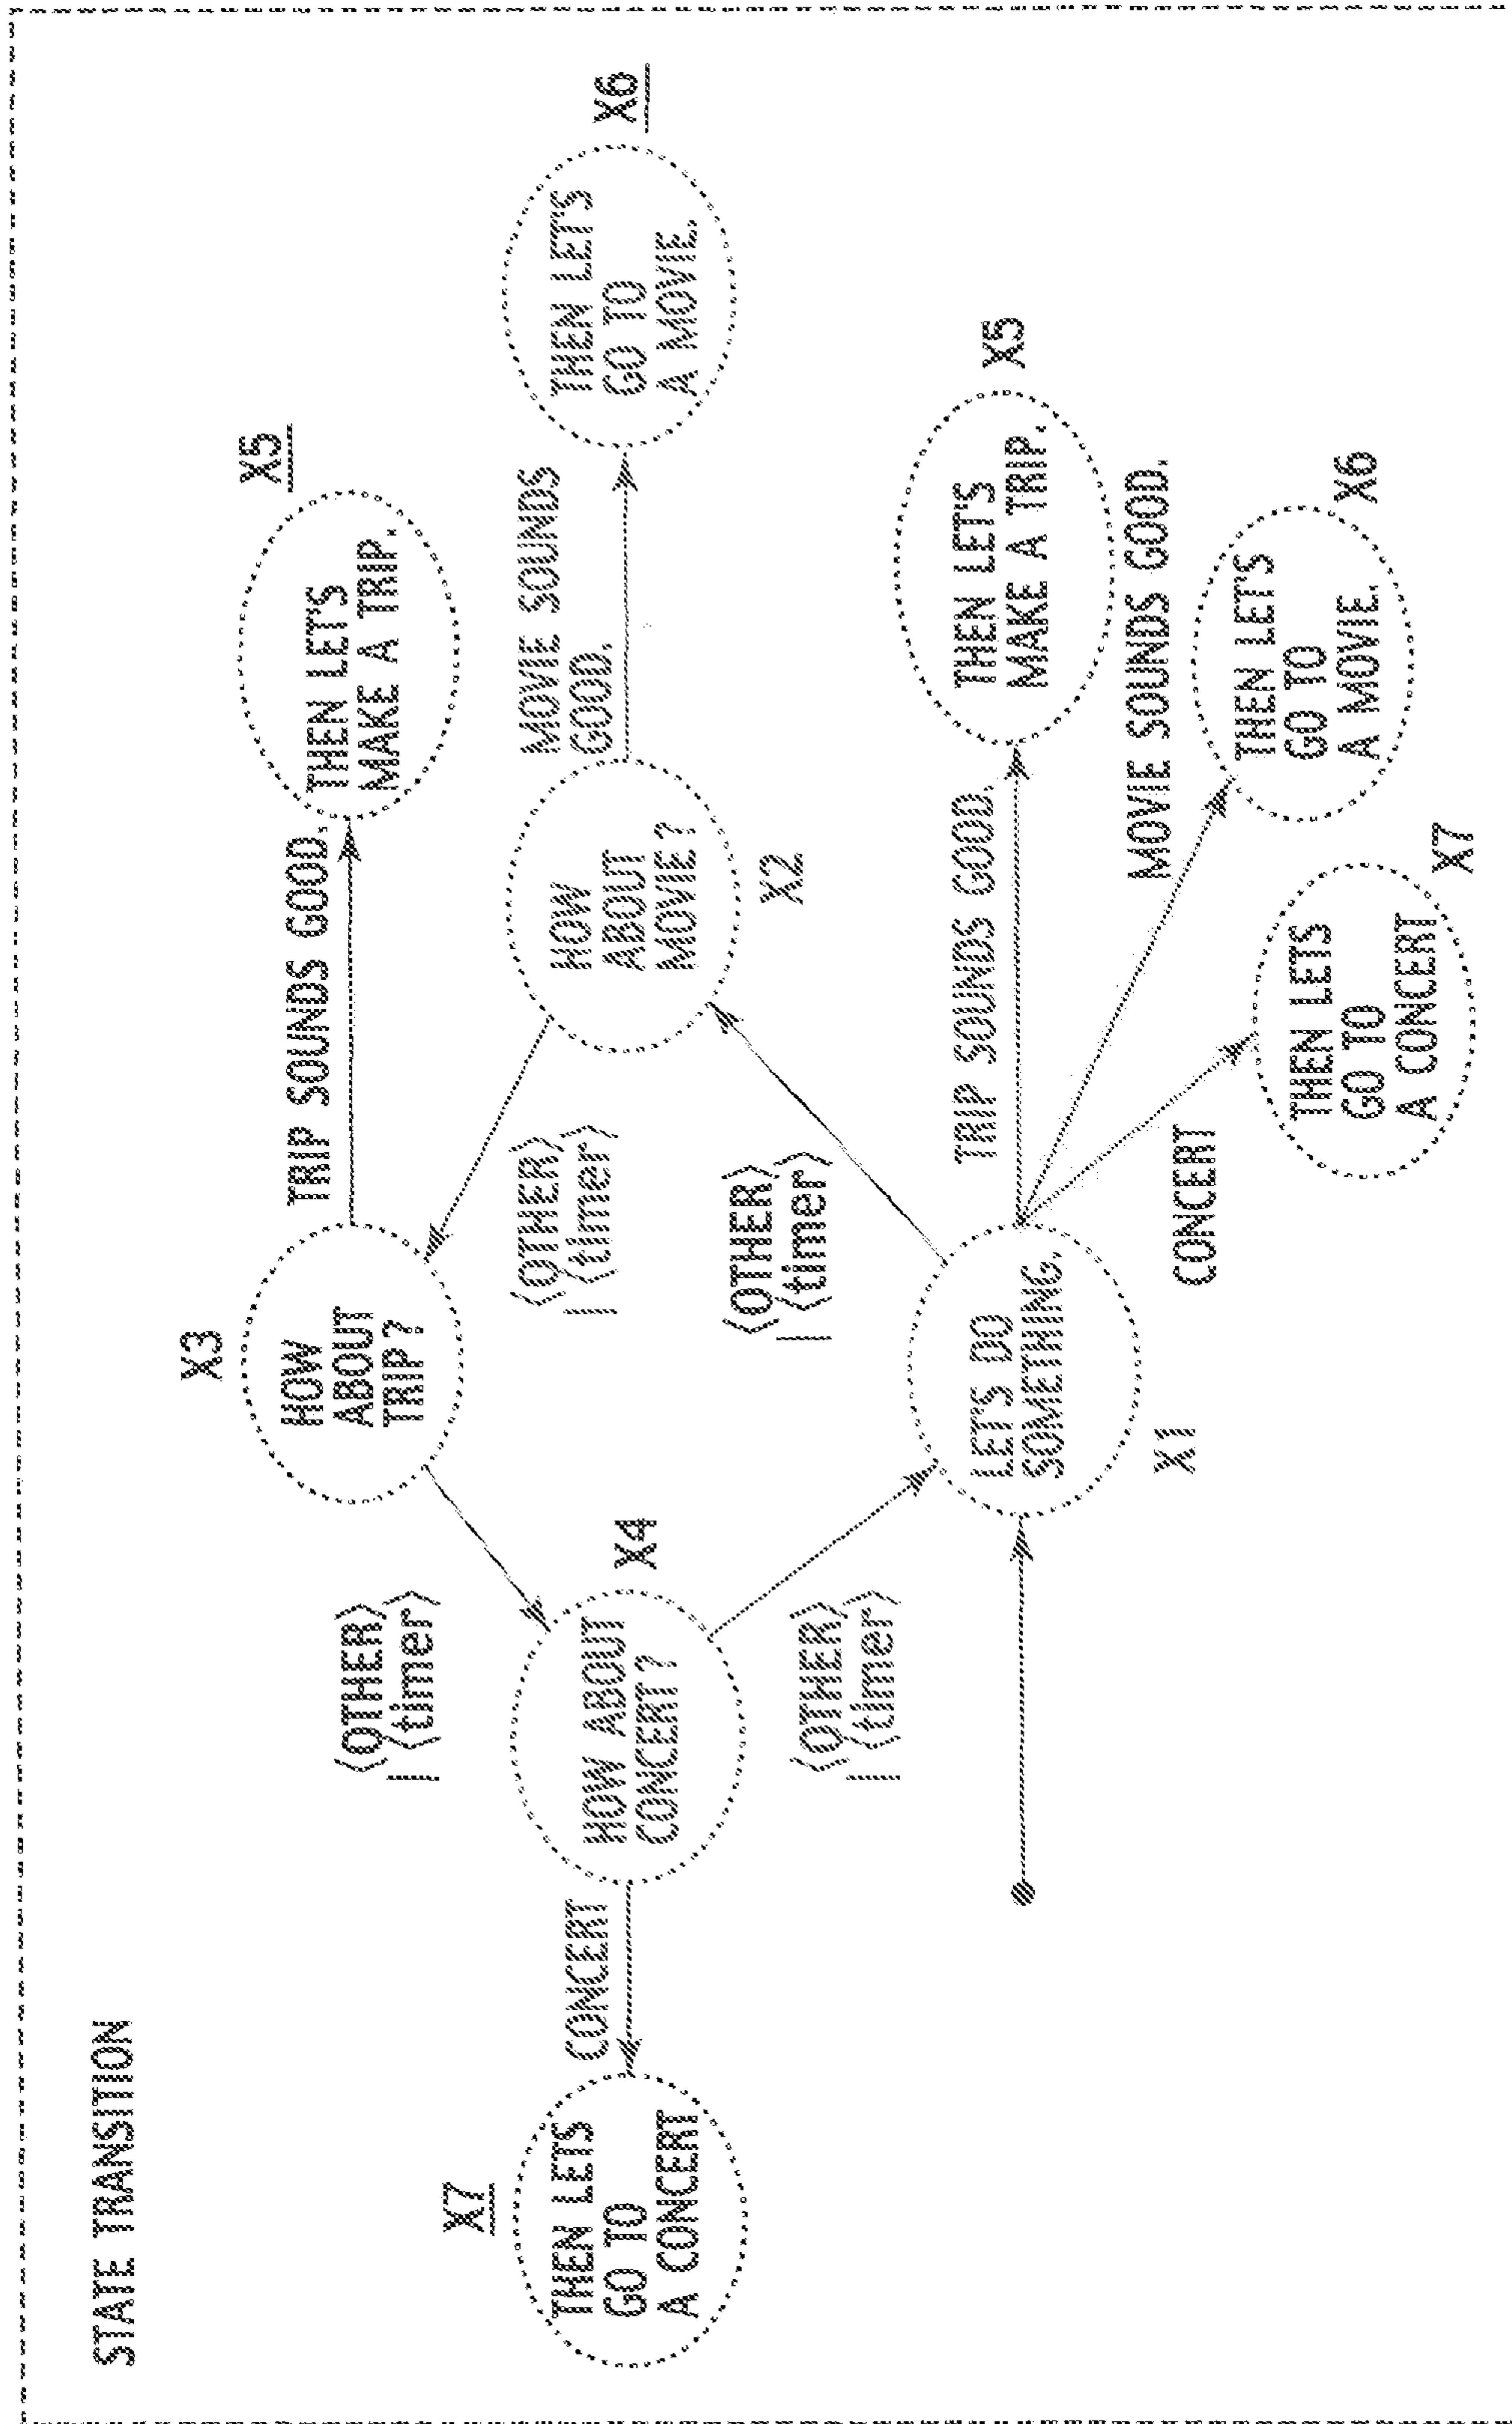 STATE TRANSITION
X3
HOW
ABOUT
TRIP?
TRIP SOUNDS GOOD.
X5
THEN LET'S
MAKE A TRIP.
⟨OTHER⟩
|⟨timer⟩
⟨OTHER⟩
|⟨timer⟩
X7
THEN LETS
GO TO
A CONCERT
CONCERT
HOW ABOUT
CONCERT?
X4
HOW
ABOUT
MOVIE?
X2
MOVIE SOUNDS
GOOD.
THEN LET'S
GO TO
A MOVIE.
X6
⟨OTHER⟩
|⟨timer⟩
⟨OTHER⟩
|⟨timer⟩
LET'S DO
SOMETHING.
X1
TRIP SOUNDS GOOD.
THEN LET'S
MAKE A TRIP.
X5
MOVIE SOUNDS GOOD.
THEN LET'S
GO TO
A MOVIE.
X6
CONCERT
THEN LETS
GO TO
A CONCERT
X7